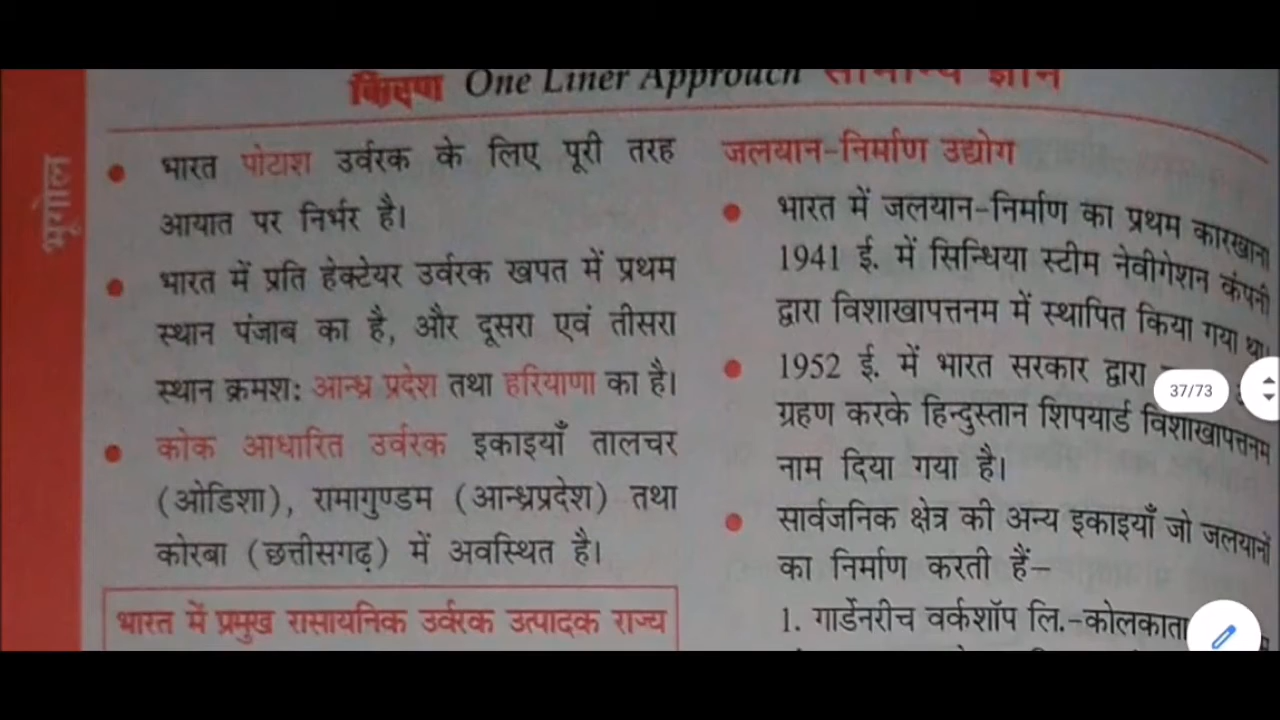 किरण One Liner Approach सामान्य ज्ञान
भूगोल
भारत पोटाश उर्वरक के लिए पूरी तरह
आयात पर निर्भर है।
भारत में प्रति हेक्टेयर उर्वरक खपत में प्रथम
स्थान पंजाब का है, और दूसरा एवं तीसरा
स्थान क्रमश: आन्ध्र प्रदेश तथा हरियाणा का है।
कोक आधारित उर्वरक इकाइयाँ तालचर
(ओडिशा), रामागुण्डम (आन्ध्रप्रदेश) तथा
कोरबा (छत्तीसगढ़) में अवस्थित है।
भारत में प्रमुख रासायनिक उर्वरक उत्पादक राज्य
जलयान-निर्माण उद्योग
भारत में जलयान-निर्माण का प्रथम कारखाना
1941 ई. में सिन्धिया स्टीम नेवीगेशन कंपनी
द्वारा विशाखापत्तनम में स्थापित किया गया था।
1952 ई. में भारत सरकार द्वारा
ग्रहण करके हिन्दुस्तान शिपयार्ड विशाखापत्तनम
नाम दिया गया है।
सार्वजनिक क्षेत्र की अन्य इकाइयाँ जो जलयानों
का निर्माण करती हैं–
1. गार्डेनरीच वर्कशॉप लि.-कोलकाता
37/73